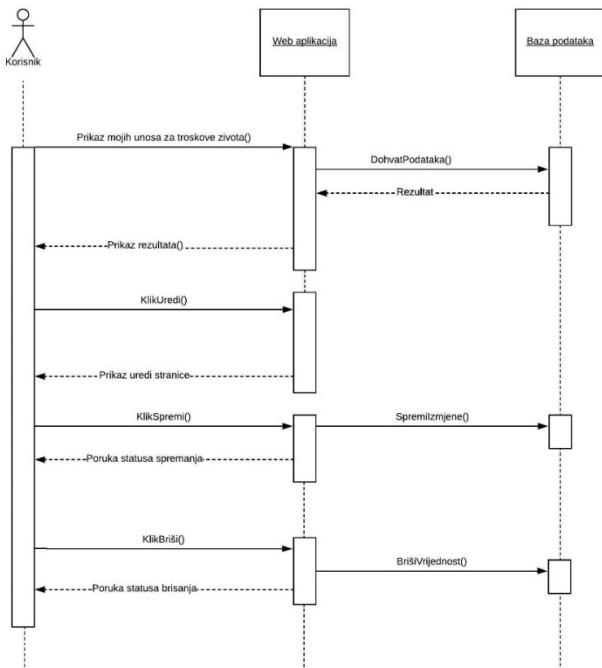 Korisnik
Web aplikacija
Baza podataka
Prikaz mojih unosa za troskove zivota()
DohvatPodataka()
Rezultat
Prikaz rezultata()
KlikUredi()
Prikaz uredi stranice
KlikSpremi()
SpremiIzmjene()
Poruka statusa spremanja
KlikBriši()
BrišiVrijednost()
Poruka statusa brisanja